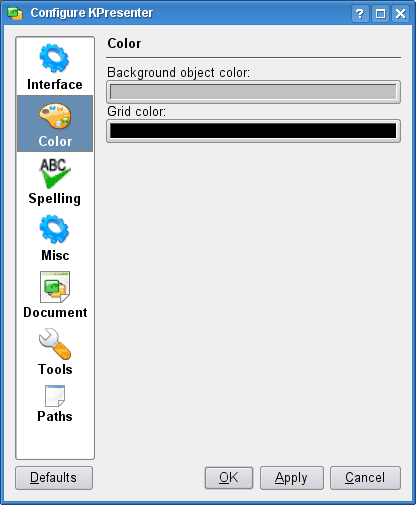 Configure KPresenter
Interface
Color
ABC
Spelling
Misc
Document
Tools
Paths
Color
Background object color:
Grid color:
Defaults
OK
Apply
Cancel